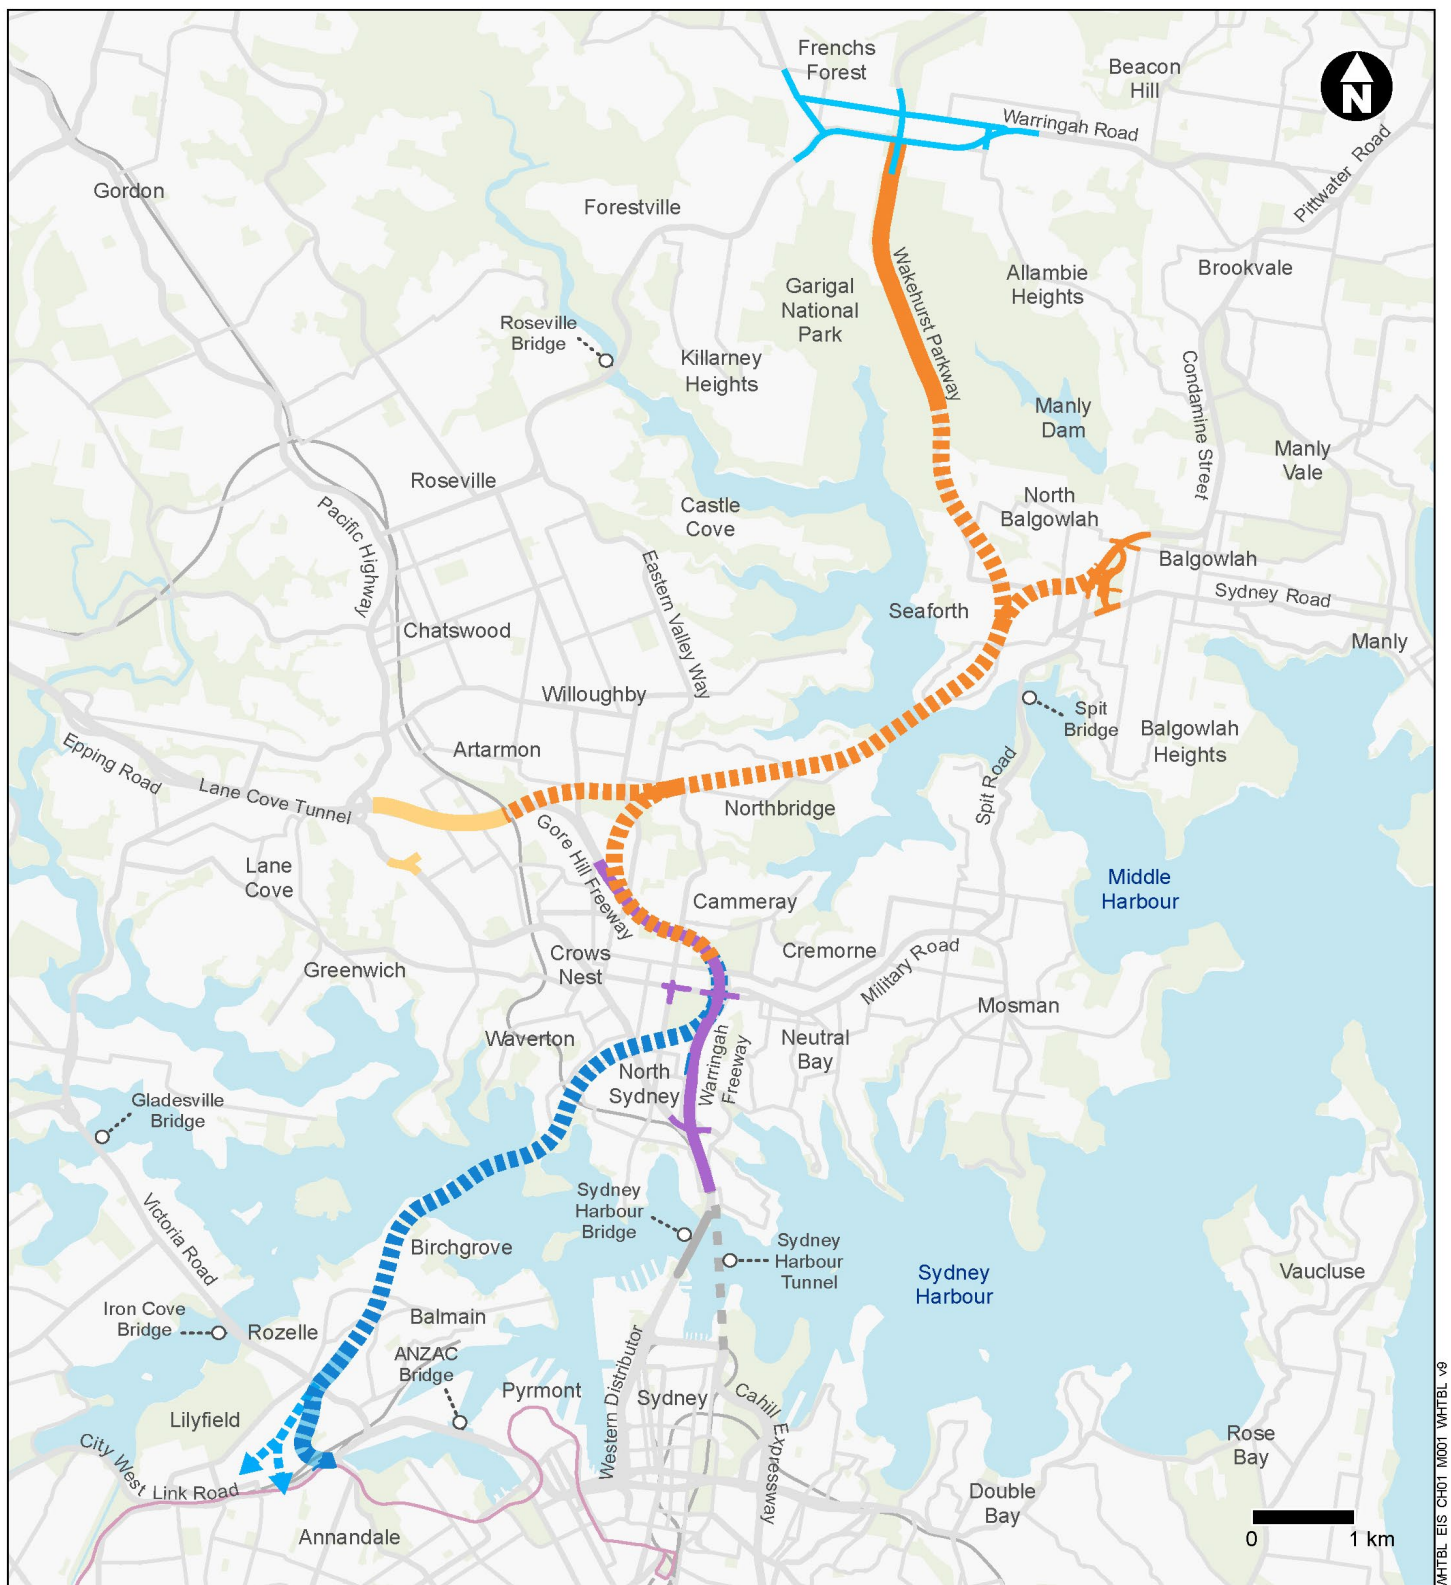 Frenchs
Forest
Beacon
Hill
N
Warringah Road
Pittwater Road
Gordon
Forestville
Wakehurst Parkway
Allambie
Heights
Brookvale
Garigal
National
Park
Roseville
Bridge
Killarney
Heights
Condamine Street
Manly
Dam
Manly
Vale
Roseville
Pacific Highway
Castle
Cove
North
Balgowlah
Eastern Valley Way
Balgowlah
Sydney Road
Seaforth
Chatswood
Manly
Willoughby
Spit
Bridge
Balgowlah
Heights
Artarmon
Epping Road
Lane Cove Tunnel
Spit Road
Northbridge
Gore Hill Freeway
Lane
Cove
Middle
Harbour
Cammeray
Cremorne
Military Road
Crows
Nest
Greenwich
Mosman
Waverton
Warringah
Freeway
Neutral
Bay
North
Sydney
Gladesville
Bridge
Victoria Road
Sydney
Harbour
Bridge
Birchgrove
Sydney
Harbour
Tunnel
Sydney
Harbour
Vaucluse
Iron Cove
Bridge
Rozelle
Balmain
ANZAC
Bridge
Western Distributor
Pyrmont
Sydney
Cahill Expressway
Lilyfield
City West Link Road
Rose
Bay
Double
Bay
Annandale
0 1 km
WHTBL_EIS_CH01_M001_WHTBL_v9